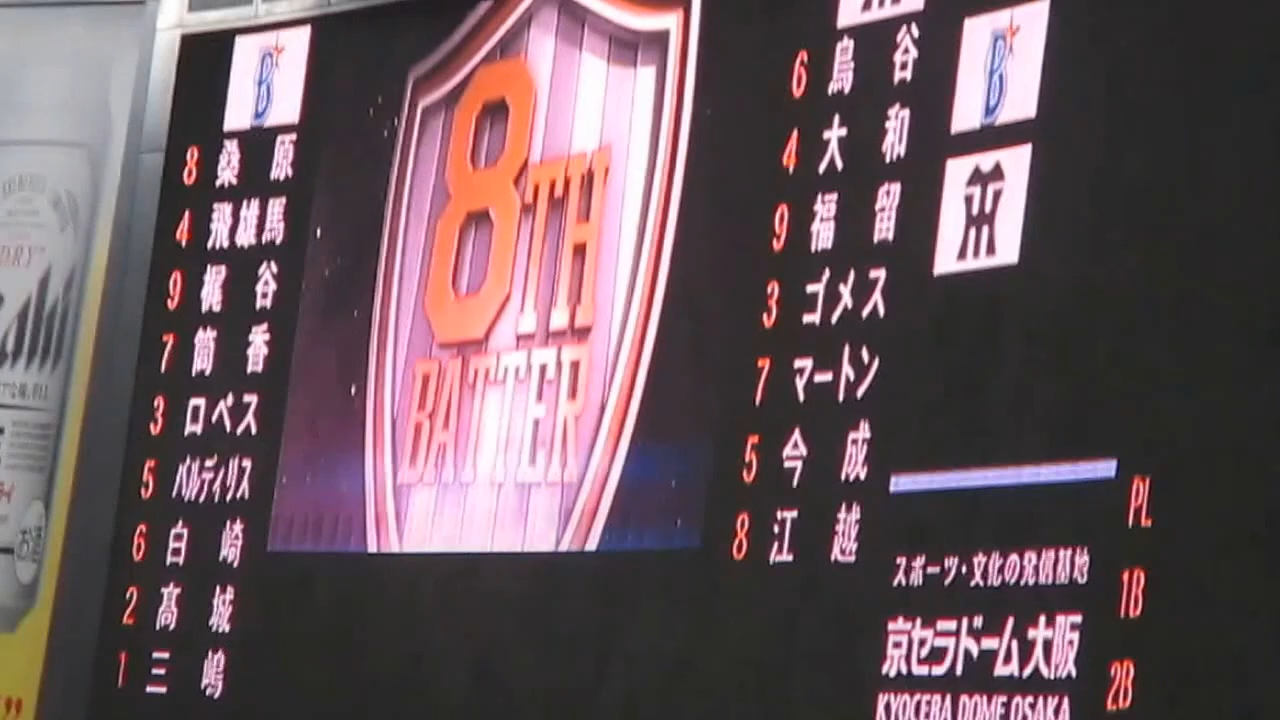 8 桑原
4 飛雄馬
9 梶谷
7 筒香
3 ロペス
5 バルディリス
6 白崎
2 髙城
1 三嶋
8TH
BATTER
6 鳥谷
4 大和
9 福留
3 ゴメス
7 マートン
5 今成
8 江越
PL
1B
2B
スポーツ・文化の発信基地
京セラドーム大阪
KYOCERA DOME OSAKA
DRY
お酒